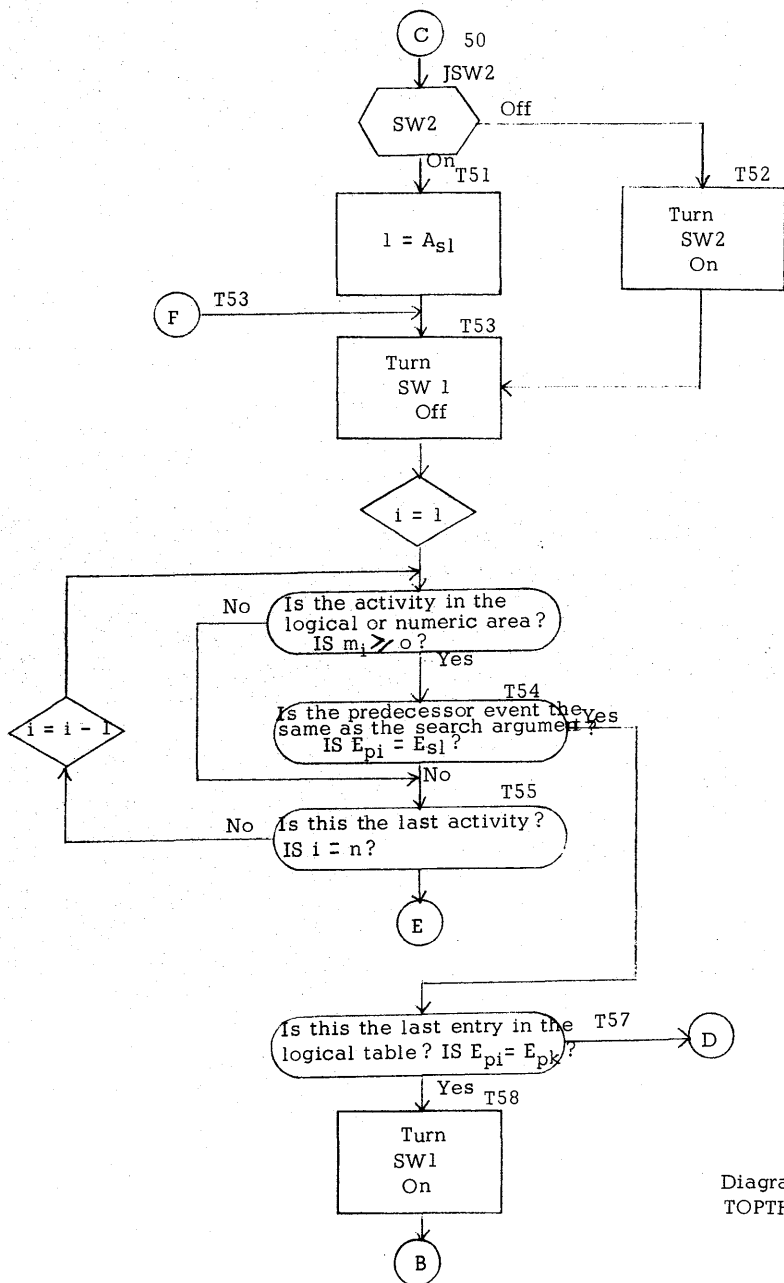 C 50
JSW2
SW2
Off
On
T51
T52
1 = Asl
Turn
SW2
On
F
T53
T53
Turn
SW 1
Off
i = 1
No
Is the activity in the
logical or numeric area?
IS mi ≥ o?
Yes
T54
Is the predecessor event the
same as the search argument?
IS Epi = Esl?
Yes
i = i - 1
No
T55
No
Is this the last activity?
IS i = n?
E
Is this the last entry in the
logical table? IS Epi = Epk?
T57
D
Yes
T58
Turn
SW1
On
B